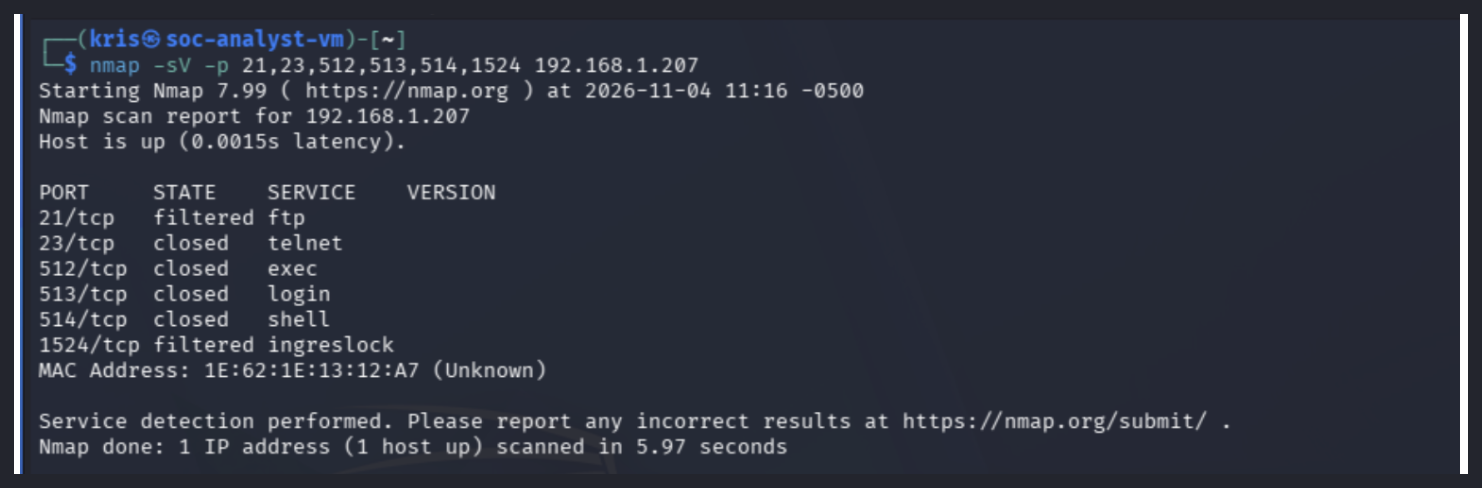 ┌──(kris㉿soc-analyst-vm)-[~]
└─$ nmap -sV -p 21,23,512,513,514,1524 192.168.1.207
Starting Nmap 7.99 ( https://nmap.org ) at 2026-11-04 11:16 -0500
Nmap scan report for 192.168.1.207
Host is up (0.0015s latency).

PORT     STATE    SERVICE    VERSION
21/tcp   filtered ftp
23/tcp   closed   telnet
512/tcp  closed   exec
513/tcp  closed   login
514/tcp  closed   shell
1524/tcp filtered ingreslock
MAC Address: 1E:62:1E:13:12:A7 (Unknown)

Service detection performed. Please report any incorrect results at https://nmap.org/submit/ .
Nmap done: 1 IP address (1 host up) scanned in 5.97 seconds